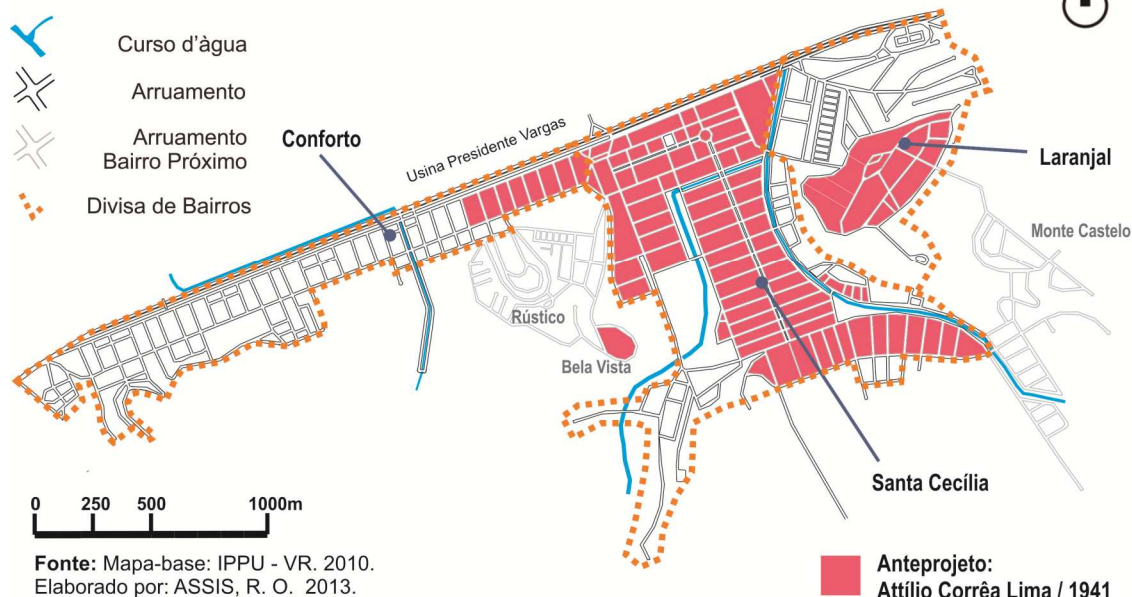 Curso d'àgua
Arruamento
Arruamento
Bairro Próximo
Divisa de Bairros
Conforto
Usina Presidente Vargas
Laranjal
Monte Castelo
Rústico
Bela Vista
Santa Cecília
0 250 500 1000m
Fonte: Mapa-base: IPPU - VR. 2010.
Elaborado por: ASSIS, R. O. 2013.
Anteprojeto:
Attílio Corrêa Lima / 1941